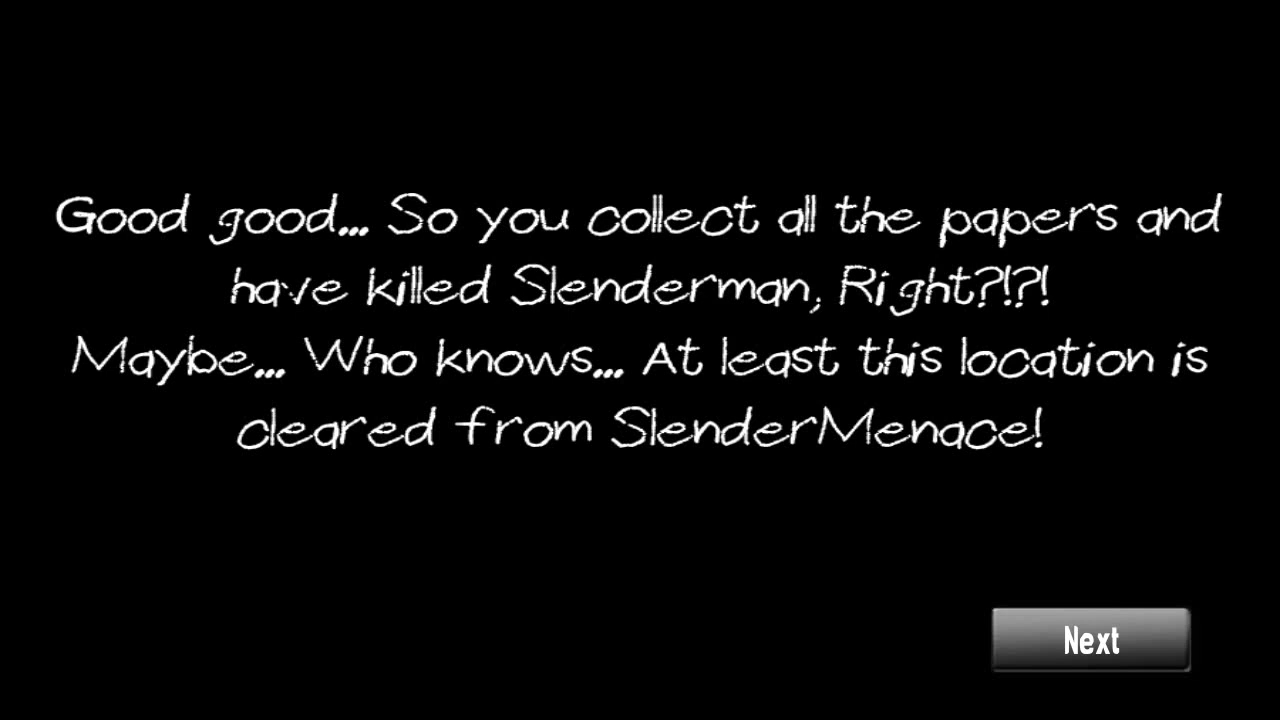 Good good... So you collect all the papers and
have killed Slenderman, Right?!?!
Maybe... Who knows... At least this location is
cleared from SlenderMenace!
Next